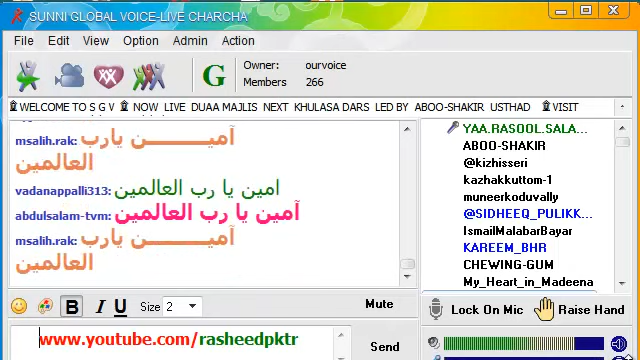 SUNNI GLOBAL VOICE-LIVE CHARCHA
File Edit View Option Admin Action
G
Owner: ourvoice
Members 266
WELCOME TO S G V NOW LIVE DUAA MAJLIS NEXT KHULASA DARS LED BY ABOO-SHAKIR USTHAD VISIT
msalih.rak: آميـــــــــن يارب
العالمين
vadanappalli313: امين يا رب العالمين
abdulsalam-tvm: آمين يا رب العالمين
msalih.rak: آميـــــــــن يارب
العالمين
YAA.RASOOL.SALA...
ABOO-SHAKIR
@kizhisseri
kazhakkuttom-1
muneerkoduvally
@SIDHEEQ_PULIKK...
IsmailMalabarBayar
KAREEM_BHR
CHEWING-GUM
My_Heart_in_Madeena
B I U Size 2 Mute
Lock On Mic Raise Hand
www.youtube.com/rasheedpktr
Send